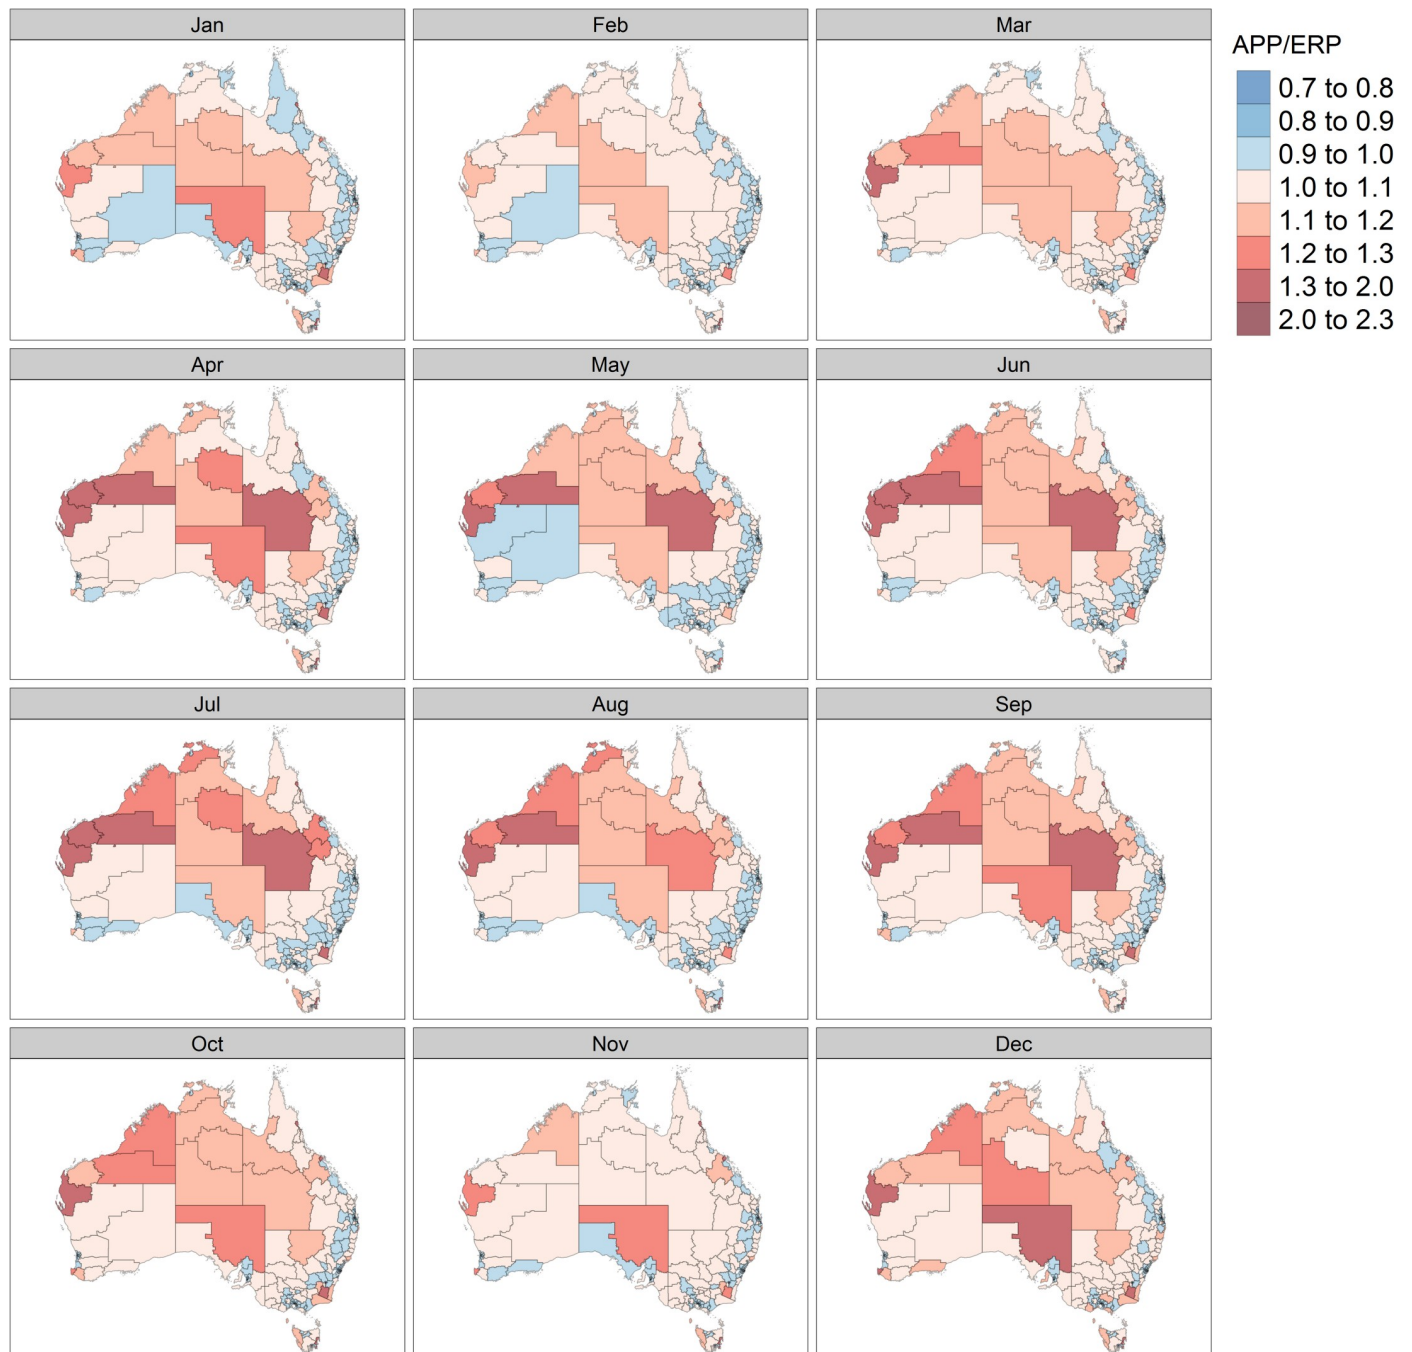 Jan
Feb
Mar
APP/ERP
0.7 to 0.8
0.8 to 0.9
0.9 to 1.0
1.0 to 1.1
1.1 to 1.2
1.2 to 1.3
1.3 to 2.0
2.0 to 2.3
Apr
May
Jun
Jul
Aug
Sep
Oct
Nov
Dec